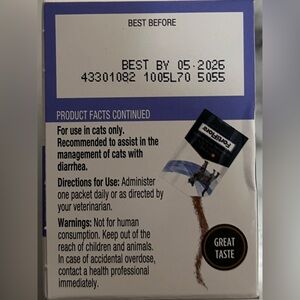 BEST BEFORE
BEST BY 05-2026
43301082 1005L70 5055
PRODUCT FACTS CONTINUED
For use in cats only.
Recommended to assist in the
management of cats with
diarrhea.
Directions for Use: Administer
one packet daily or as directed by
your veterinarian.
Warnings: Not for human
consumption. Keep out of the
reach of children and animals.
In case of accidental overdose,
contact a health professional
immediately.
FortiFlora
GREAT
TASTE